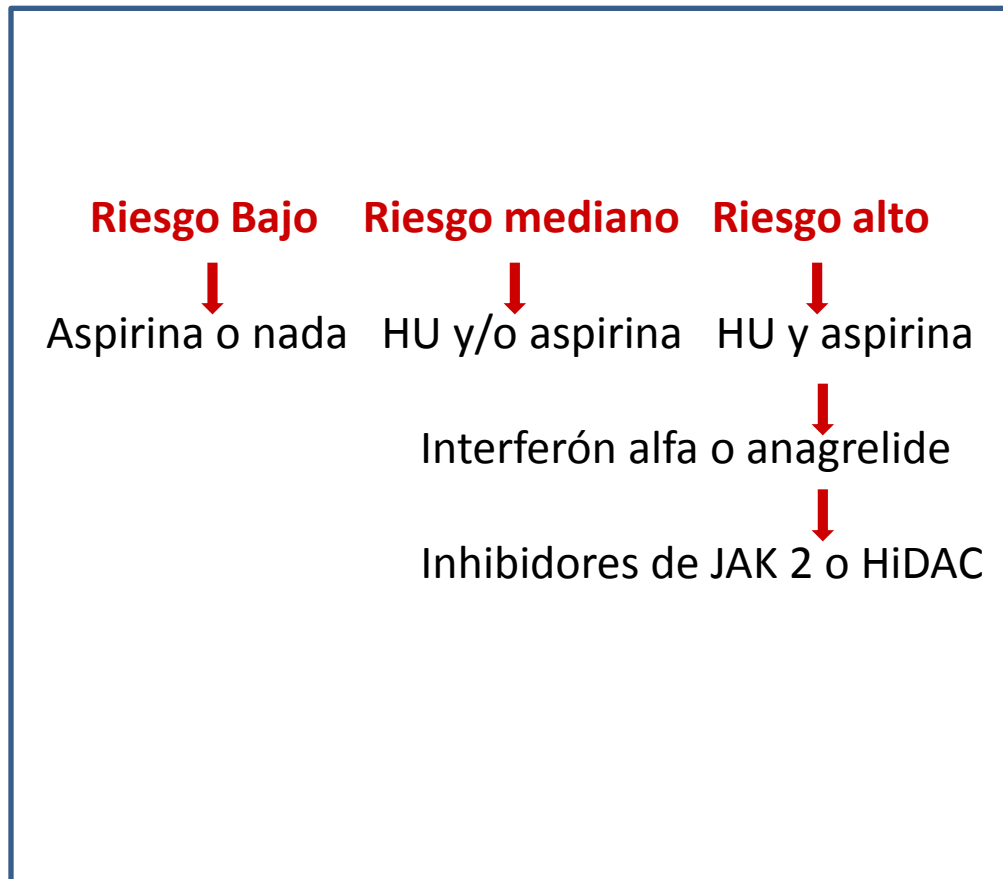 Riesgo Bajo Riesgo mediano Riesgo alto
Aspirina o nada HU y/o aspirina HU y aspirina
Interferón alfa o anagrelide
Inhibidores de JAK 2 o HiDAC